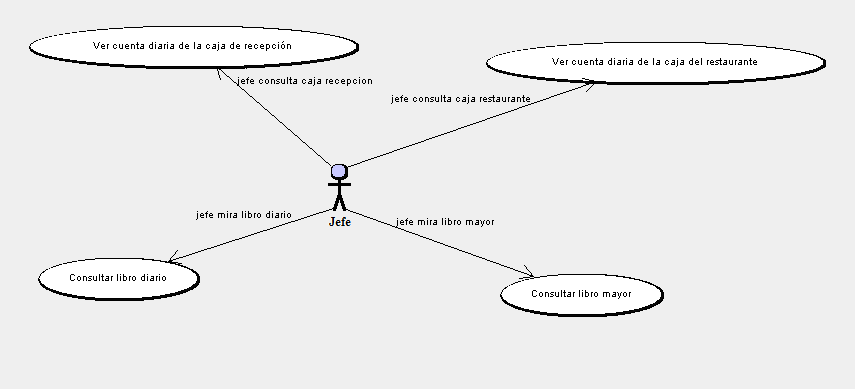 Ver cuenta diaria de la caja de recepción
Ver cuenta diaria de la caja del restaurante
jefe consulta caja recepcion
jefe consulta caja restaurante
jefe mira libro diario
jefe mira libro mayor
Jefe
Consultar libro diario
Consultar libro mayor